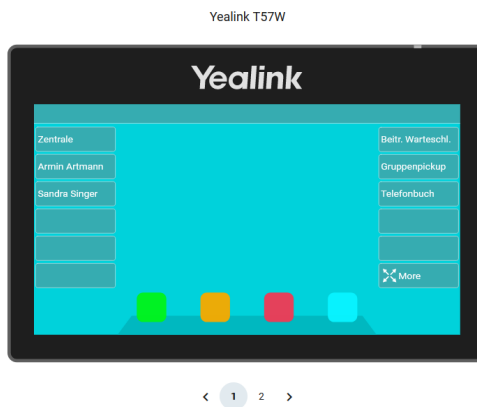 Yealink T57W
Yealink
Zentrale
Beitr. Warteschl.
Armin Artmann
Gruppenpickup
Sandra Singer
Telefonbuch
More
1 2